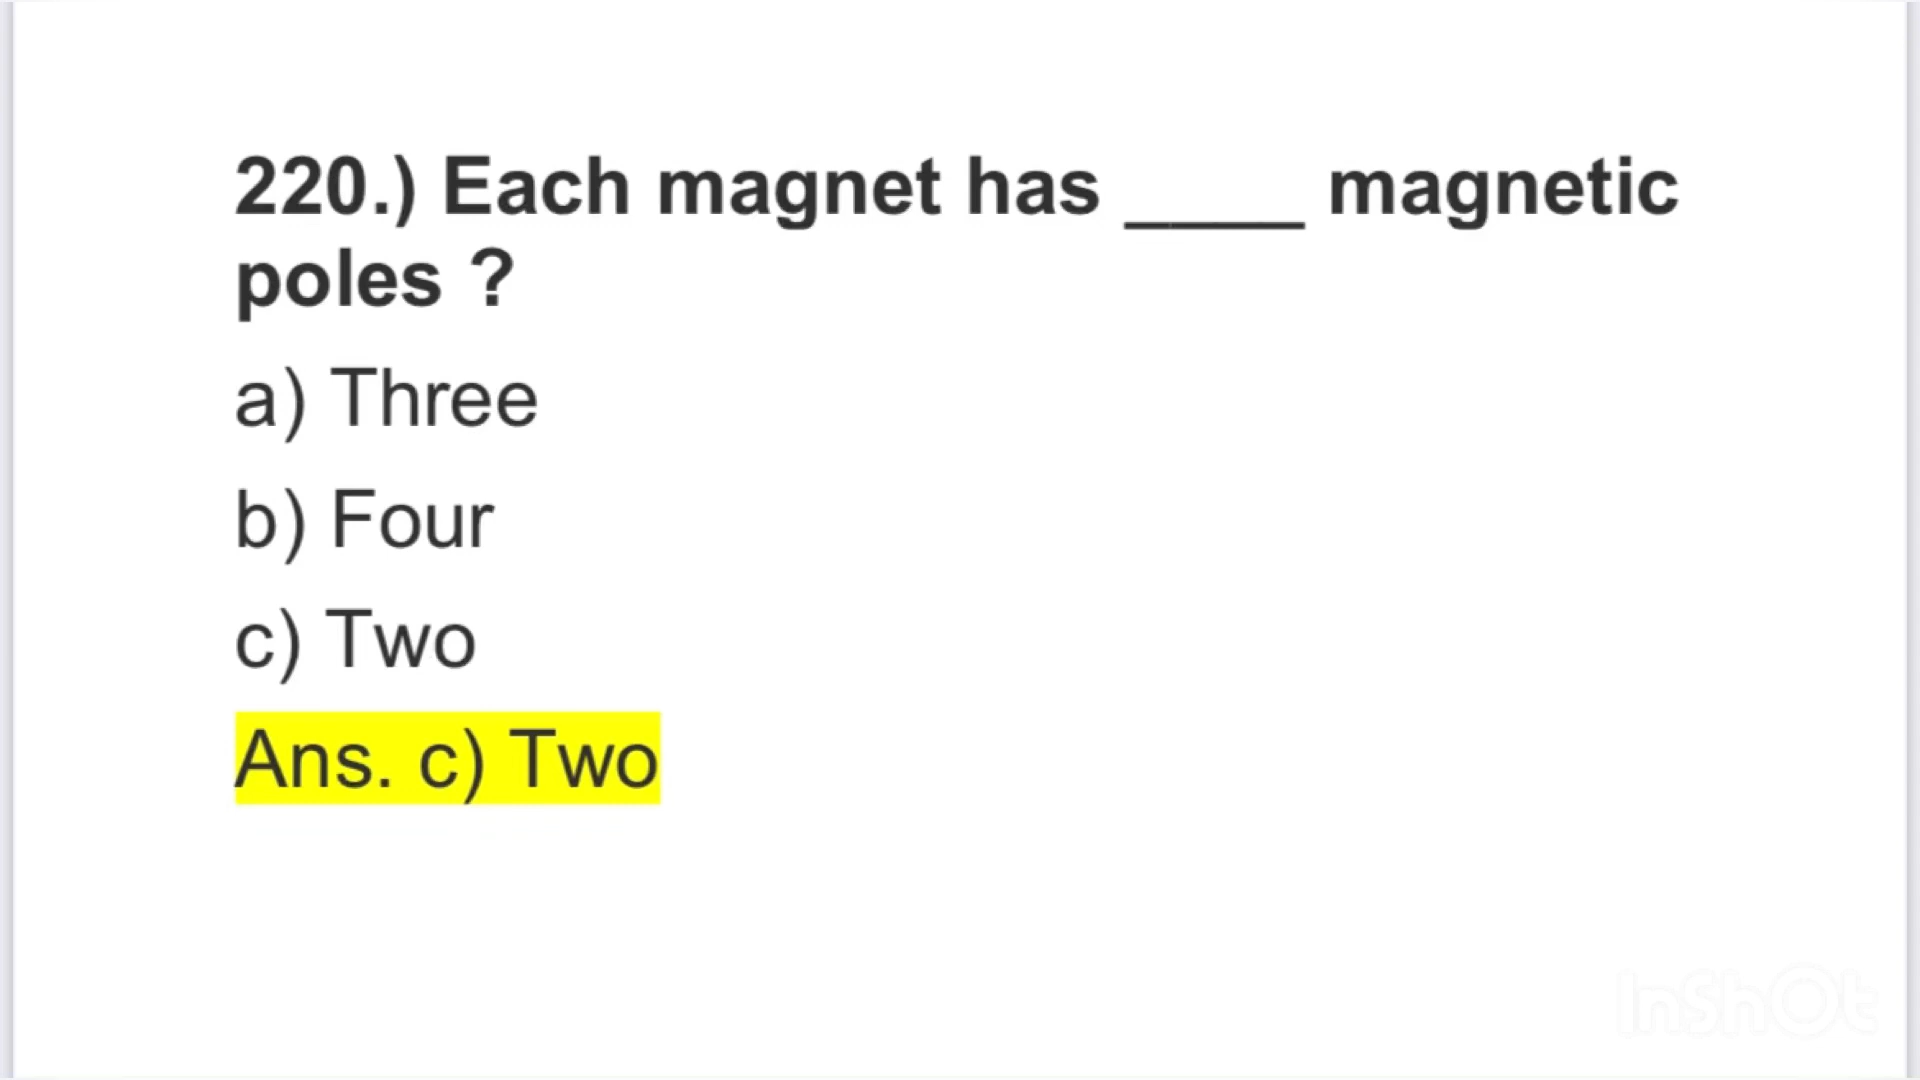 220.) Each magnet has ____ magnetic
poles ?
a) Three
b) Four
c) Two
Ans. c) Two
InShOt